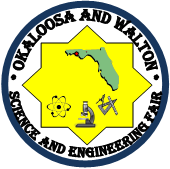 • OKALOOSA AND WALTON •
SCIENCE AND ENGINEERING FAIR